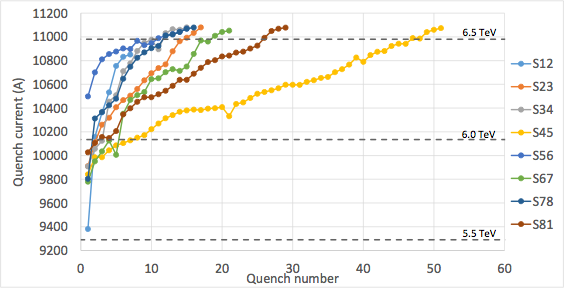 Quench current (A)
11200
11000
10800
10600
10400
10200
10000
9800
9600
9400
9200
6.5 TeV
6.0 TeV
5.5 TeV
0
10
20
30
40
50
60
Quench number
S12
S23
S34
S45
S56
S67
S78
S81